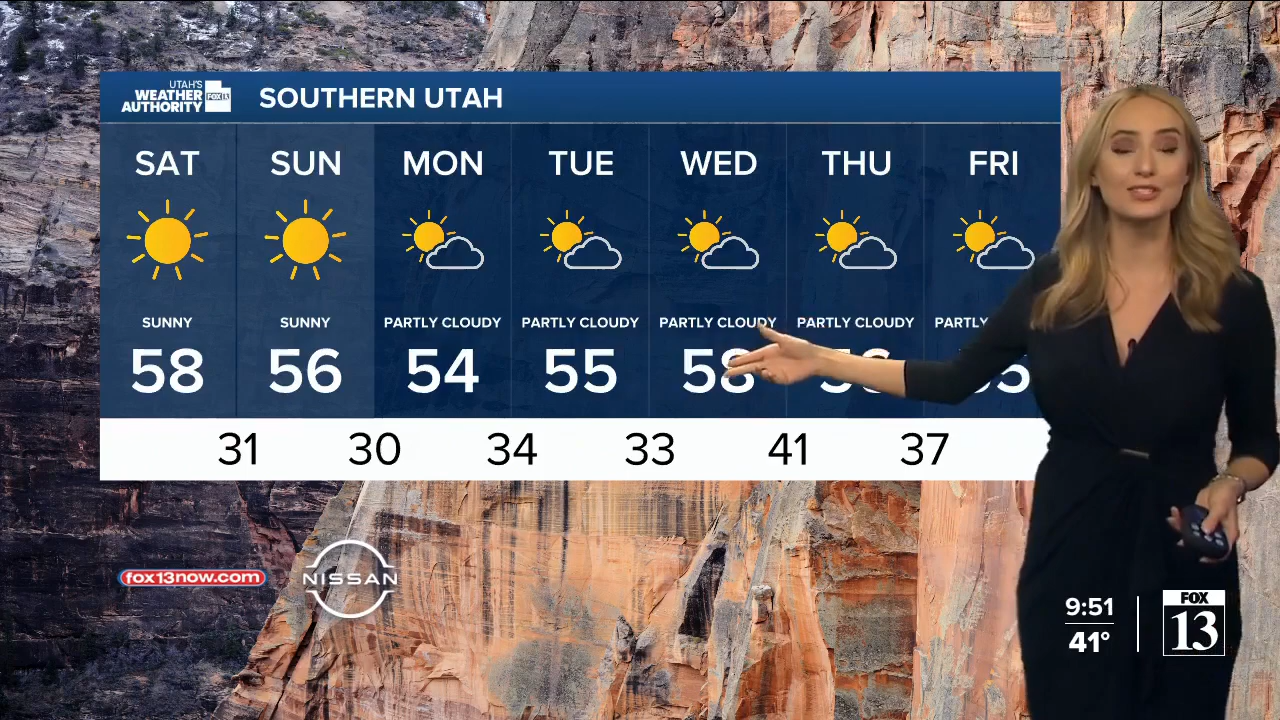 UTAH'S
WEATHER
AUTHORITY
FOX 13
SOUTHERN UTAH
SAT SUN MON TUE WED THU FRI
SUNNY SUNNY PARTLY CLOUDY PARTLY CLOUDY PARTLY CLOUDY PARTLY CLOUDY PARTLY
58 56 54 55 58
31 30 34 33 41 37
fox13now.com
NISSAN
9:51
41°
FOX
13